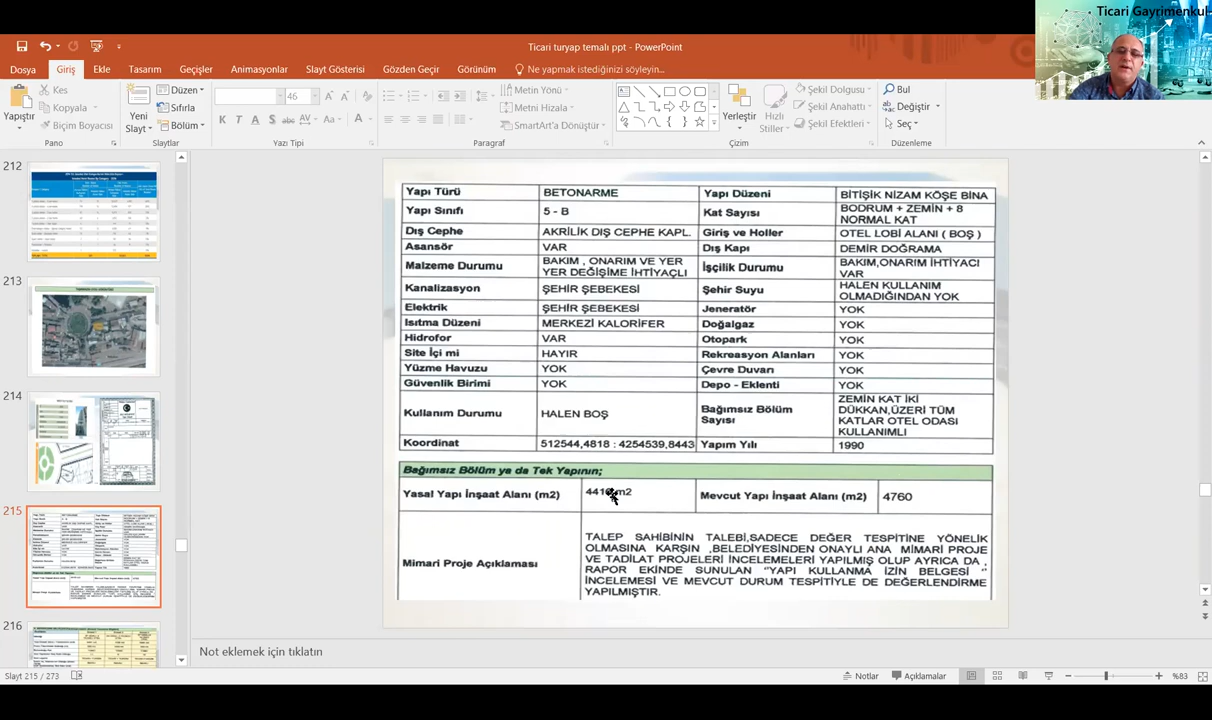 Ticari Gayrimenkul
Ticari turyap temalı ppt - PowerPoint
Dosya Giriş Ekle Tasarım Geçişler Animasyonlar Slayt Gösterisi Gözden Geçir Görünüm Ne yapmak istediğinizi söyleyin...
Yapıştır
Kes
Kopyala
Biçim Boyacısı
Pano
Yeni
Slayt
Düzen
Sıfırla
Bölüm
Slaytlar
46
K T A S abc AV Aa A
Yazı Tipi
Metin Yönü
Metni Hizala
SmartArt'a Dönüştür
Paragraf
Yerleştir
Hızlı
Stiller
Şekil Dolgusu
Şekil Anahattı
Şekil Efektleri
Çizim
Bul
Değiştir
Seç
Düzenleme
212
213
214
215
216
Yapı Türü BETONARME Yapı Düzeni BİTİŞİK NİZAM KÖŞE BİNA
Yapı Sınıfı 5 - B Kat Sayısı BODRUM + ZEMİN + 8
NORMAL KAT
Dış Cephe AKRİLİK DIŞ CEPHE KAPL. Giriş ve Holler OTEL LOBİ ALANI ( BOŞ )
Asansör VAR Dış Kapı DEMİR DOĞRAMA
Malzeme Durumu BAKIM , ONARIM VE YER
YER DEĞİŞİME İHTİYAÇLI İşçilik Durumu BAKIM,ONARIM İHTİYACI
VAR
Kanalizasyon ŞEHİR ŞEBEKESİ Şehir Suyu HALEN KULLANIM
OLMADIĞINDAN YOK
Elektrik ŞEHİR ŞEBEKESİ Jeneratör YOK
Isıtma Düzeni MERKEZİ KALORİFER Doğalgaz YOK
Hidrofor VAR Otopark YOK
Site İçi mi HAYIR Rekreasyon Alanları YOK
Yüzme Havuzu YOK Çevre Duvarı YOK
Güvenlik Birimi YOK Depo - Eklenti YOK
Kullanım Durumu HALEN BOŞ Bağımsız Bölüm
Sayısı ZEMİN KAT İKİ
DÜKKAN,ÜZERİ TÜM
KATLAR OTEL ODASI
KULLANIMLI
Koordinat 512544,4818 : 4254539,8443 Yapım Yılı 1990
Bağımsız Bölüm ya da Tek Yapının;
Yasal Yapı İnşaat Alanı (m2) m2 Mevcut Yapı İnşaat Alanı (m2) 4760
Mimari Proje Açıklaması
TALEP SAHİBİNİN TALEBİ,SADECE DEĞER TESPİTİNE YÖNELİK
OLMASINA KARŞIN ,BELEDİYESİNDEN ONAYLI ANA MİMARİ PROJE
VE TADİLAT PROJELERİ İNCELEMELERİ YAPILMIŞ OLUP AYRICA DA ,;
RAPOR EKİNDE SUNULAN "YAPI KULLANMA İZİN BELGESİ "
İNCELEMESİ VE MEVCUT DURUM TESPİTİYLE DE DEĞERLENDİRME
YAPILMIŞTIR.
Not eklemek için tıklatın
Slayt 215 / 273
Notlar
Açıklamalar
%83